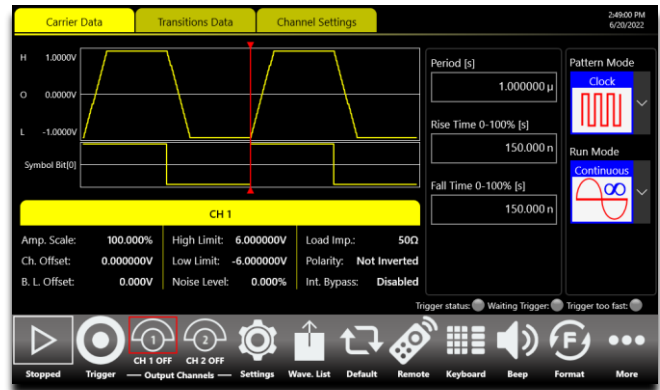 Carrier Data
Transitions Data
Channel Settings
2:49:00 PM
6/20/2022
H 1.0000V
O 0.0000V
L -1.0000V
Symbol Bit[0]
Period [s]
1.000000 µ
Rise Time 0-100% [s]
150.000 n
Fall Time 0-100% [s]
150.000 n
Pattern Mode
Clock
Run Mode
Continuous
CH 1
Amp. Scale: 100.000% High Limit: 6.000000V Load Imp.: 50Ω
Ch. Offset: 0.000000V Low Limit: -6.000000V Polarity: Not Inverted
B. L. Offset: 0.000V Noise Level: 0.000% Int. Bypass: Disabled
Trigger status: Waiting Trigger: Trigger too fast:
1 2 F
CH 1 OFF CH 2 OFF
Stopped Trigger Output Channels Settings Wave. List Default Remote Keyboard Beep Format More